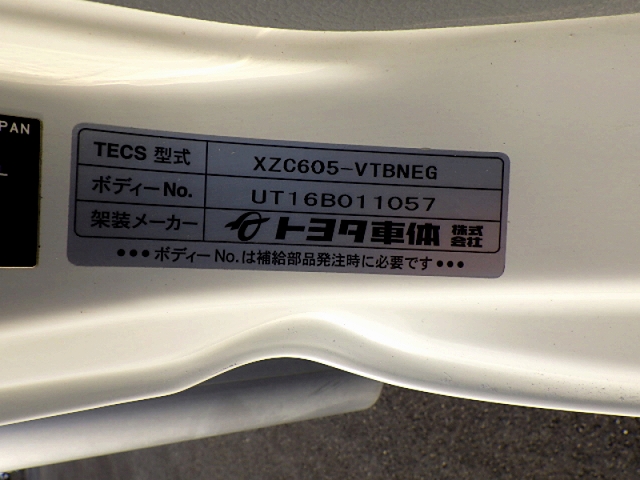 PAN
TECS 型式 XZC605-VTBNEG
ボディーNo. UT16B011057
架装メーカー トヨタ車体 株式会社
•••ボディーNo.は補給部品発注時に必要です•••